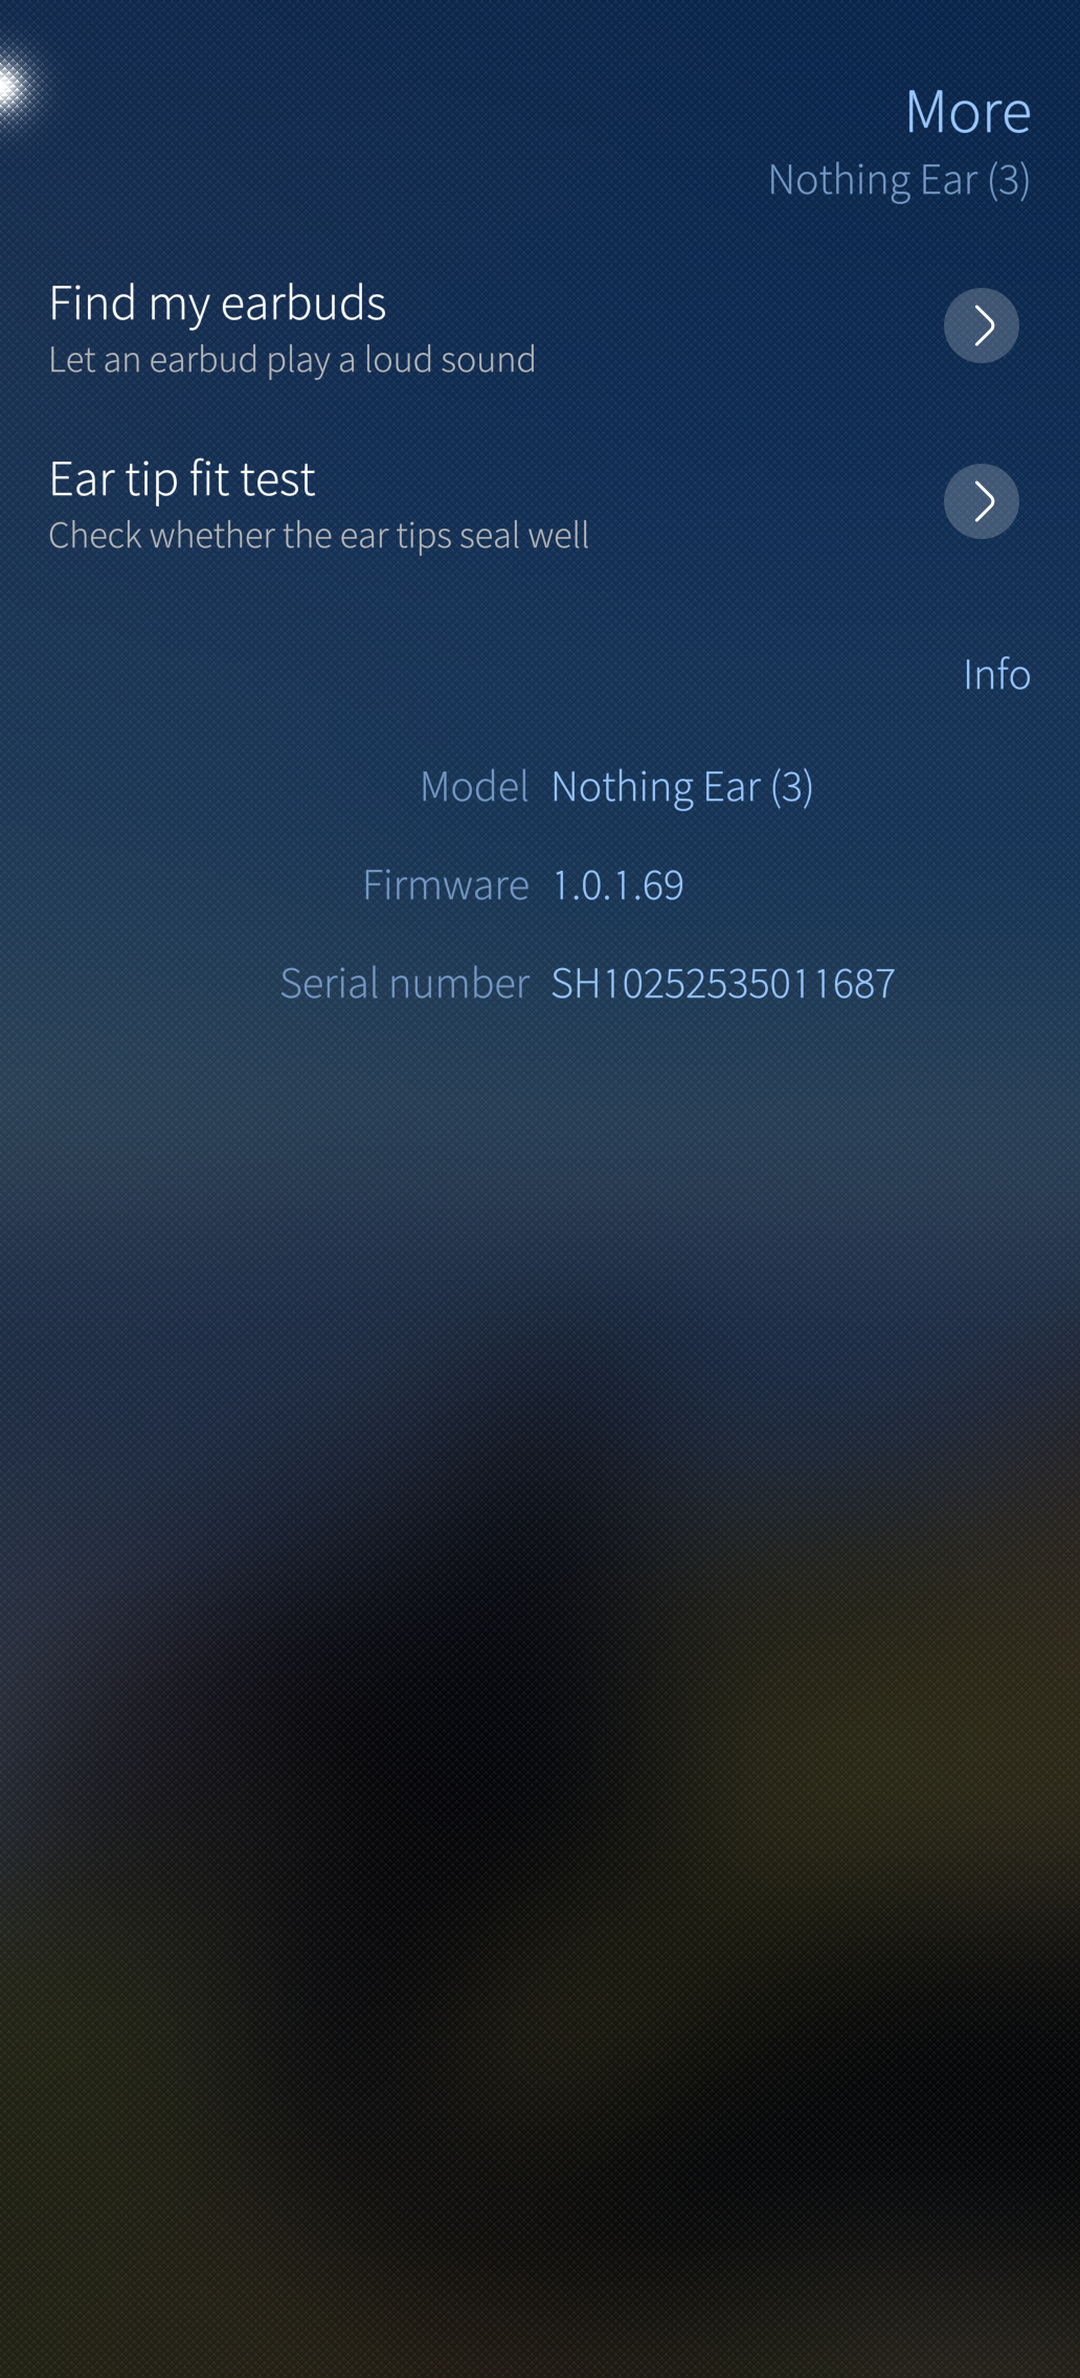 More
Nothing Ear (3)
Find my earbuds
Let an earbud play a loud sound
Ear tip fit test
Check whether the ear tips seal well
Info
Model Nothing Ear (3)
Firmware 1.0.1.69
Serial number SH10252535011687